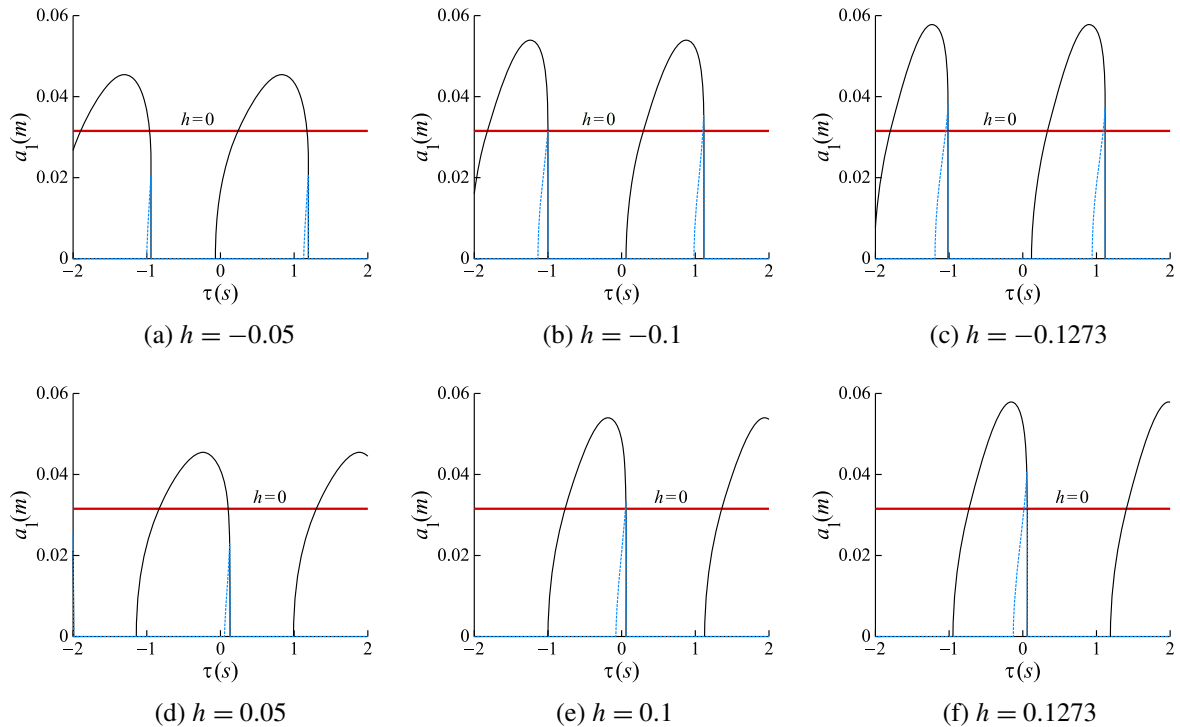 0.06 0.06 0.06
0.04 0.04 0.04
h=0 h=0 h=0
a1(m) a1(m) a1(m)
0.02 0.02 0.02
0 0 0
−2 −1 0 1 2 −2 −1 0 1 2 −2 −1 0 1 2
τ(s) τ(s) τ(s)
(a) h = −0.05 (b) h = −0.1 (c) h = −0.1273
0.06 0.06 0.06
0.04 0.04 0.04
h=0 h=0 h=0
a1(m) a1(m) a1(m)
0.02 0.02 0.02
0 0 0
−2 −1 0 1 2 −2 −1 0 1 2 −2 −1 0 1 2
τ(s) τ(s) τ(s)
(d) h = 0.05 (e) h = 0.1 (f) h = 0.1273